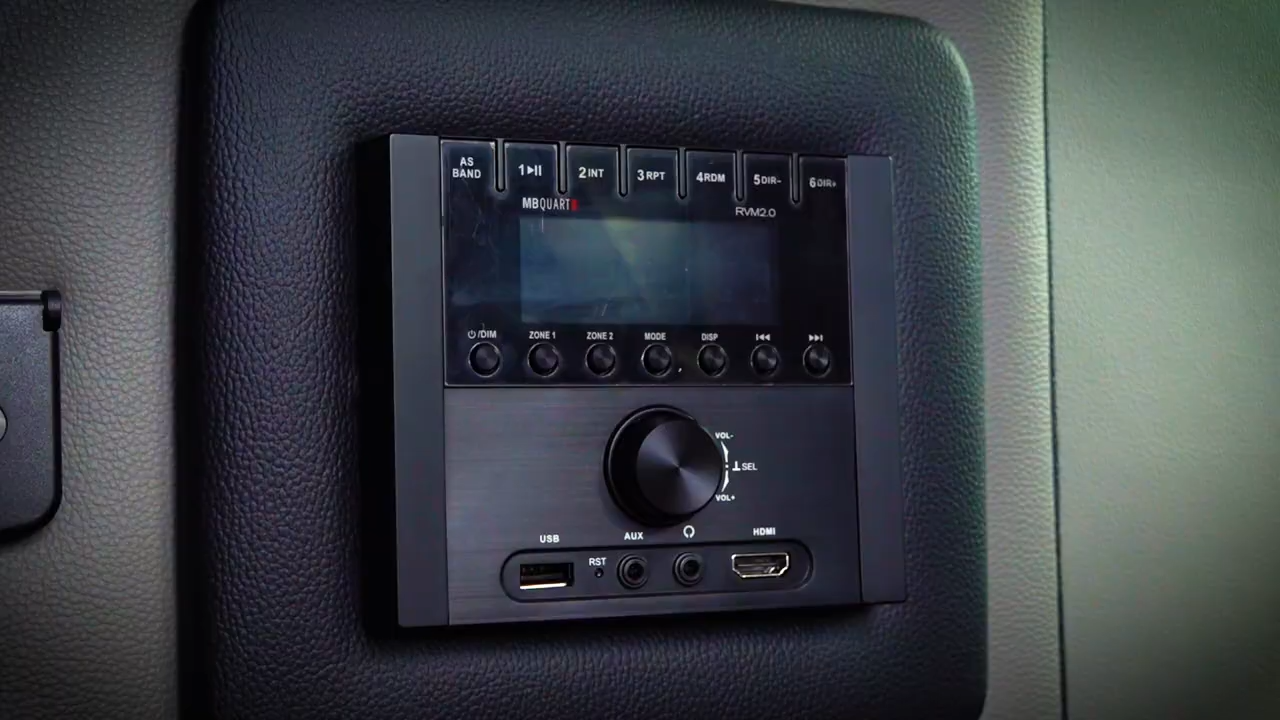 AS
BAND
1
2 INT
3 RPT
4 RDM
5 DIR-
6 DIR+
MB QUART
RVM2.0
/DIM
ZONE 1
ZONE 2
MODE
DISP
VOL-
SEL
VOL+
USB
RST
AUX
HDMI